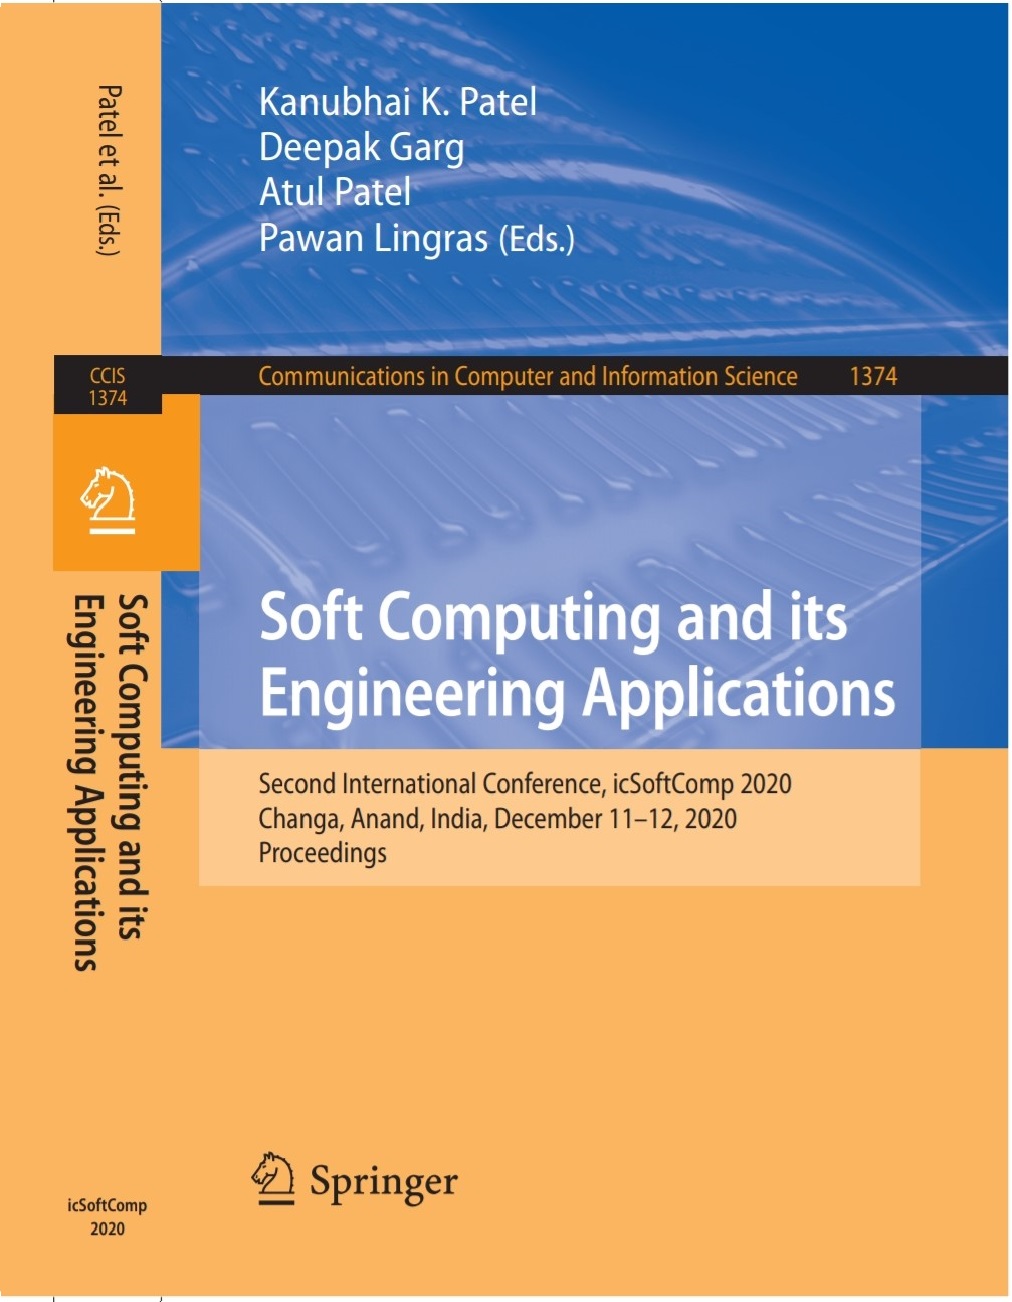 Patel et al. (Eds.)
CCIS
1374
Soft Computing and its
Engineering Applications
icSoftComp
2020
Kanubhai K. Patel
Deepak Garg
Atul Patel
Pawan Lingras (Eds.)
Communications in Computer and Information Science 1374
Soft Computing and its
Engineering Applications
Second International Conference, icSoftComp 2020
Changa, Anand, India, December 11–12, 2020
Proceedings
Springer